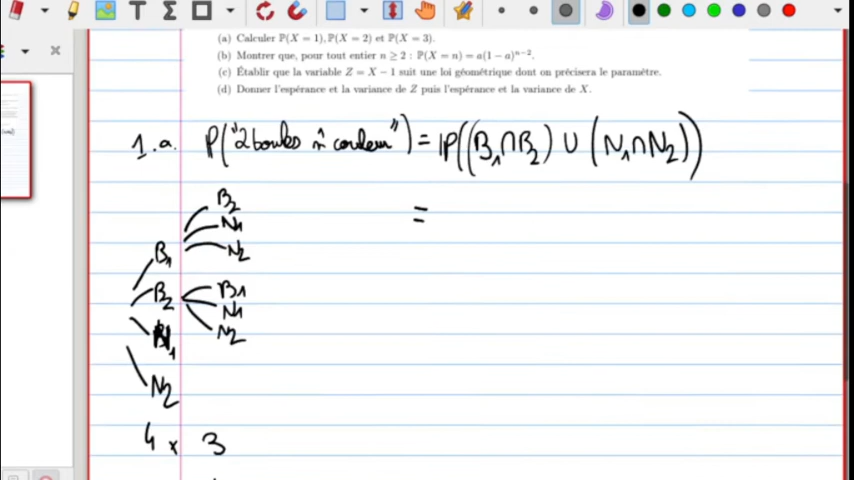 (a) Calculer ℙ(X = 1), ℙ(X = 2) et ℙ(X = 3).
(b) Montrer que, pour tout entier n ≥ 2 : ℙ(X = n) = a(1 − a)ⁿ⁻².
(c) Établir que la variable Z = X − 1 suit une loi géométrique dont on précisera le paramètre.
(d) Donner l'espérance et la variance de Z puis l'espérance et la variance de X.
1.a. P("2 boules m̂ couleur") = ℙ((B₁∩B₂) ∪ (N₁∩N₂))
=
B₂
N₁
N₂
B₁
B₂
B₁
N₁
N₂
N₂
4 x 3